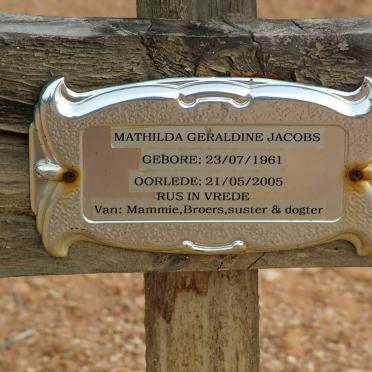 MATHILDA GERALDINE JACOBS
GEBORE: 23/07/1961
OORLEDE: 21/05/2005
RUS IN VREDE
Van: Mammie,Broers,suster & dogter